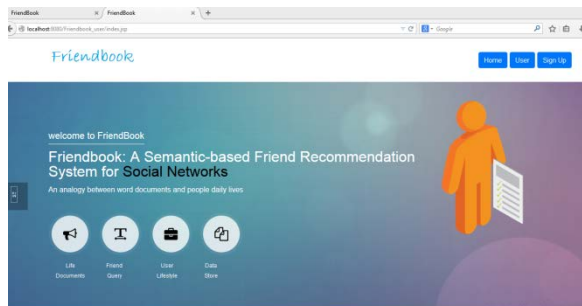 FriendBook
Friendbook
localhost:8080/Friendbook_user/index.jsp
Google
Friendbook
Home
User
Sign Up
welcome to FriendBook
Friendbook: A Semantic-based Friend Recommendation
System for Social Networks
An analogy between word documents and people daily lives
Life
Documents
Friend
Query
User
Lifestyle
Data
Store